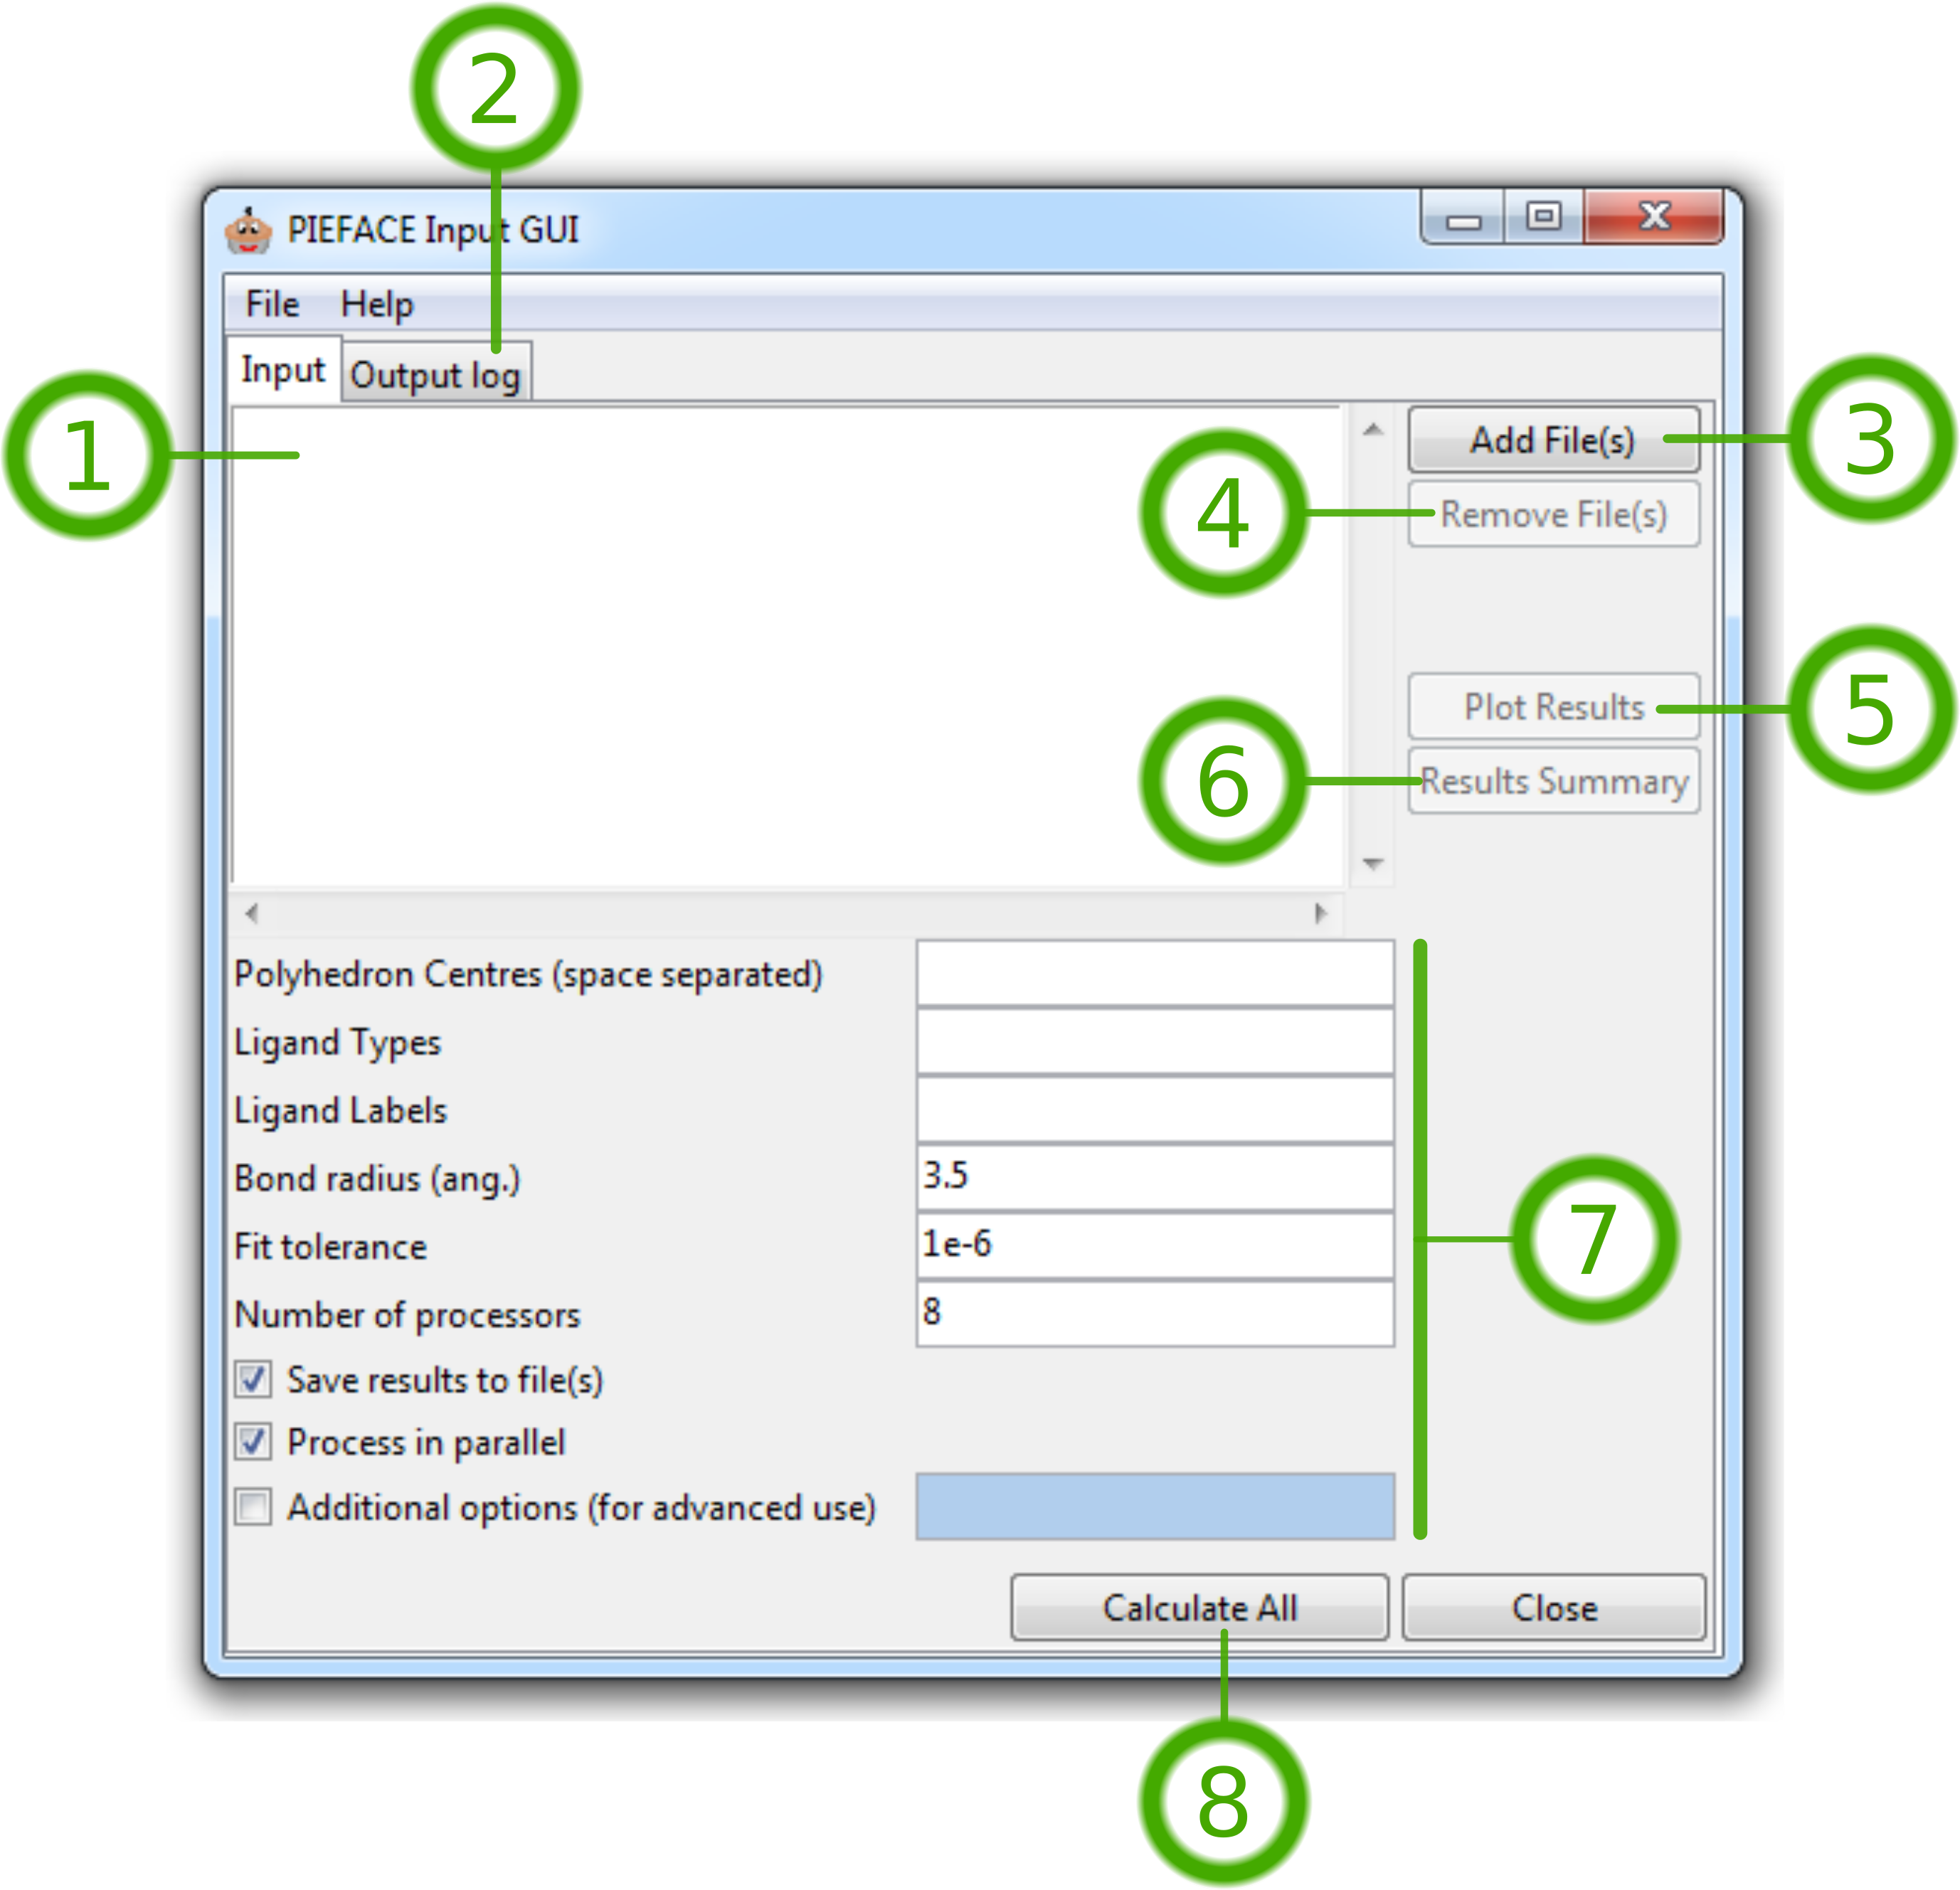 2
PIEFACE Input GUI
File Help
Input Output log
1
Add File(s)
3
4
Remove File(s)
Plot Results
5
6
Results Summary
Polyhedron Centres (space separated)
Ligand Types
Ligand Labels
Bond radius (ang.) 3.5
Fit tolerance 1e-6
7
Number of processors 8
Save results to file(s)
Process in parallel
Additional options (for advanced use)
Calculate All Close
8